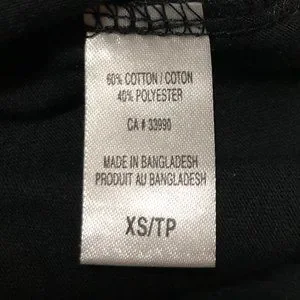 60% COTTON / COTON
40% POLYESTER
CA # 33990
MADE IN BANGLADESH
PRODUIT AU BANGLADESH
XS/TP